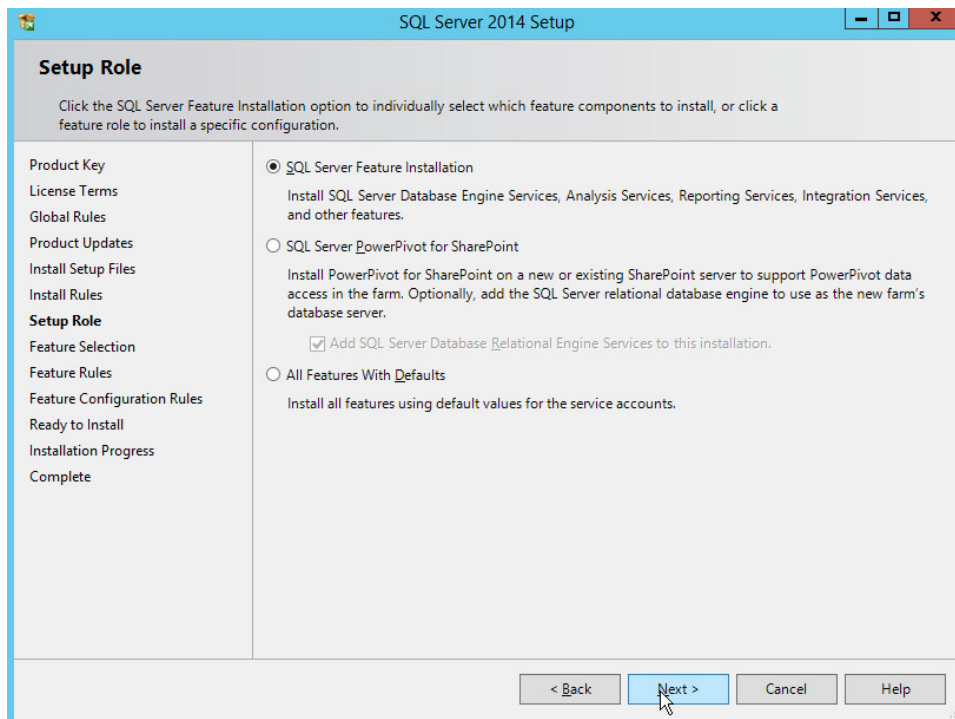 SQL Server 2014 Setup
Setup Role
Click the SQL Server Feature Installation option to individually select which feature components to install, or click a
feature role to install a specific configuration.
Product Key
License Terms
Global Rules
Product Updates
Install Setup Files
Install Rules
Setup Role
Feature Selection
Feature Rules
Feature Configuration Rules
Ready to Install
Installation Progress
Complete
SQL Server Feature Installation
Install SQL Server Database Engine Services, Analysis Services, Reporting Services, Integration Services,
and other features.
SQL Server PowerPivot for SharePoint
Install PowerPivot for SharePoint on a new or existing SharePoint server to support PowerPivot data
access in the farm. Optionally, add the SQL Server relational database engine to use as the new farm's
database server.
Add SQL Server Database Relational Engine Services to this installation.
All Features With Defaults
Install all features using default values for the service accounts.
< Back
Next >
Cancel
Help